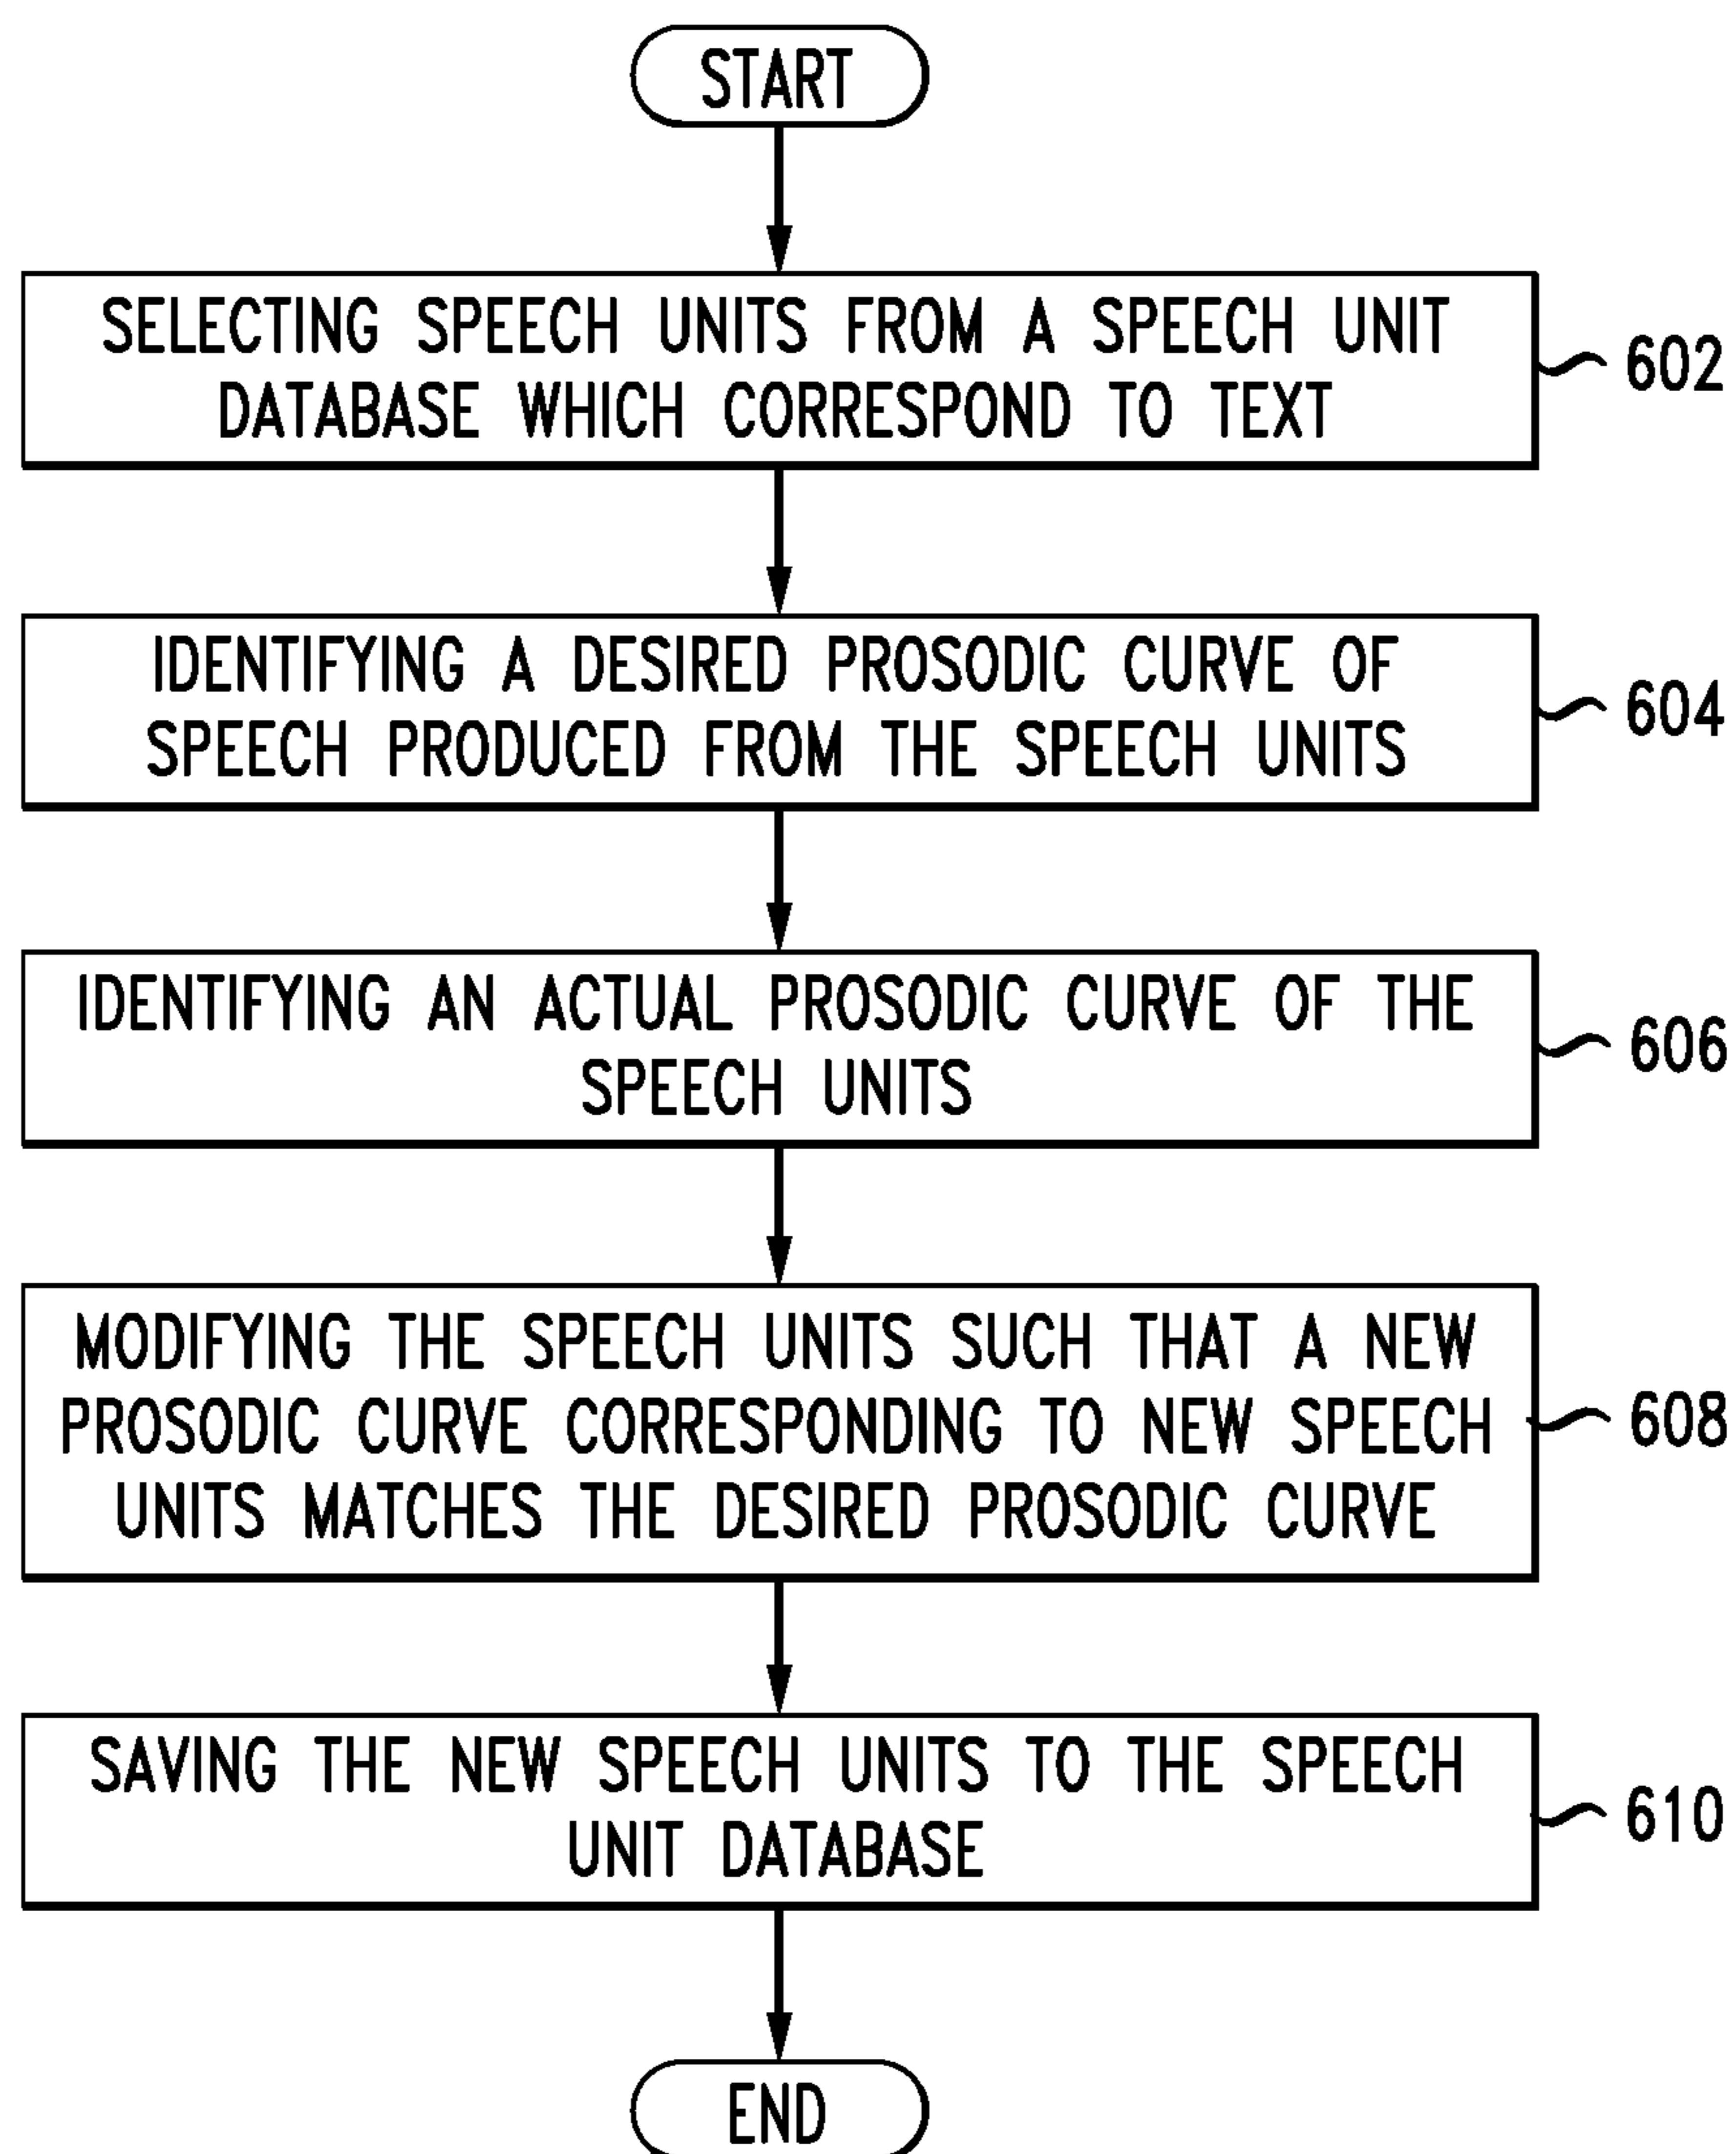 START
SELECTING SPEECH UNITS FROM A SPEECH UNIT
DATABASE WHICH CORRESPOND TO TEXT
602
IDENTIFYING A DESIRED PROSODIC CURVE OF
SPEECH PRODUCED FROM THE SPEECH UNITS
604
IDENTIFYING AN ACTUAL PROSODIC CURVE OF THE
SPEECH UNITS
606
MODIFYING THE SPEECH UNITS SUCH THAT A NEW
PROSODIC CURVE CORRESPONDING TO NEW SPEECH
UNITS MATCHES THE DESIRED PROSODIC CURVE
608
SAVING THE NEW SPEECH UNITS TO THE SPEECH
UNIT DATABASE
610
END